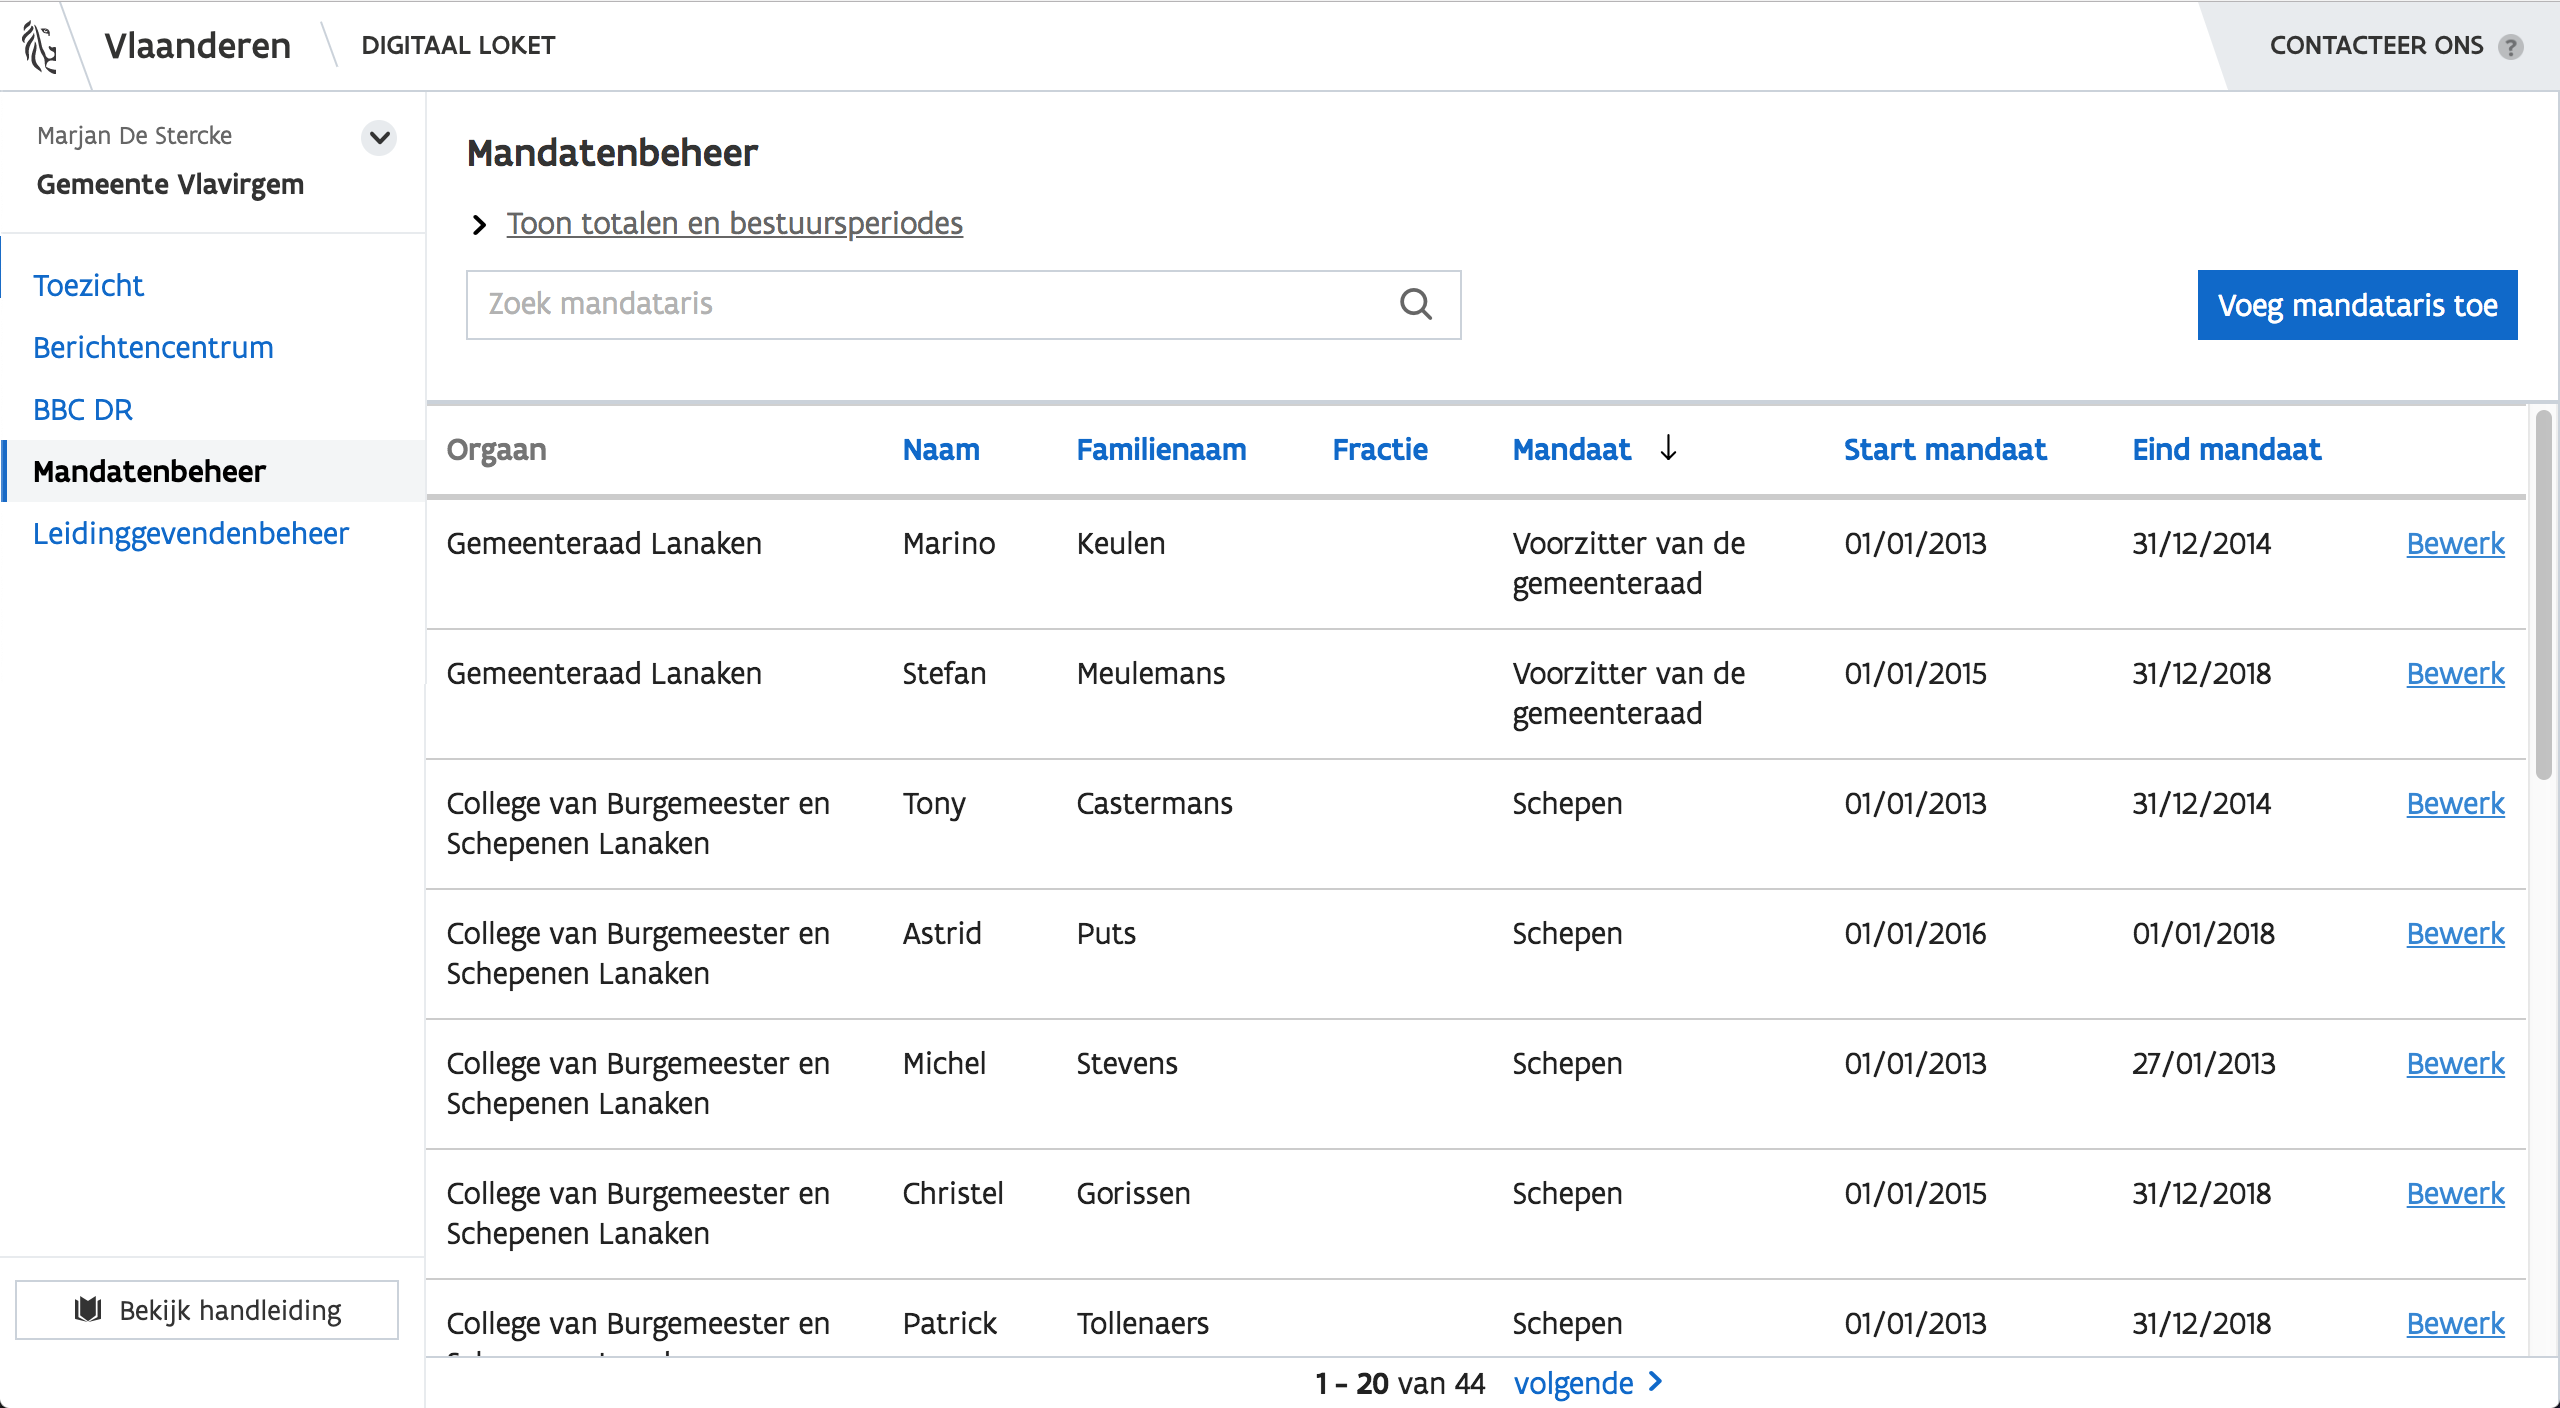 Vlaanderen
DIGITAAL LOKET
CONTACTEER ONS ?
Marjan De Stercke
Gemeente Vlavirgem
Toezicht
Berichtencentrum
BBC DR
Mandatenbeheer
Leidinggevendenbeheer
Bekijk handleiding
Mandatenbeheer
Toon totalen en bestuursperiodes
Zoek mandataris
Voeg mandataris toe
Orgaan Naam Familienaam Fractie Mandaat ↓ Start mandaat Eind mandaat
Gemeenteraad Lanaken Marino Keulen Voorzitter van de 01/01/2013 31/12/2014 Bewerk
gemeenteraad
Gemeenteraad Lanaken Stefan Meulemans Voorzitter van de 01/01/2015 31/12/2018 Bewerk
gemeenteraad
College van Burgemeester en Tony Castermans Schepen 01/01/2013 31/12/2014 Bewerk
Schepenen Lanaken
College van Burgemeester en Astrid Puts Schepen 01/01/2016 01/01/2018 Bewerk
Schepenen Lanaken
College van Burgemeester en Michel Stevens Schepen 01/01/2013 27/01/2013 Bewerk
Schepenen Lanaken
College van Burgemeester en Christel Gorissen Schepen 01/01/2015 31/12/2018 Bewerk
Schepenen Lanaken
College van Burgemeester en Patrick Tollenaers Schepen 01/01/2013 31/12/2018 Bewerk
1 - 20 van 44 volgende